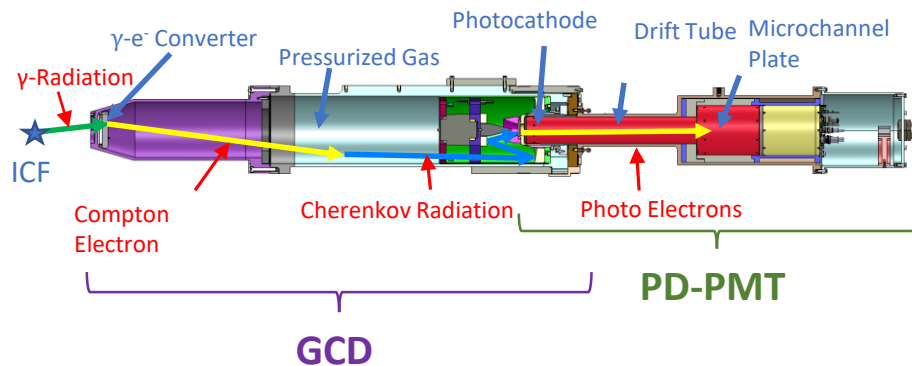 γ-e⁻ Converter
γ-Radiation
ICF
Pressurized Gas
Photocathode
Drift Tube
Microchannel
Plate
Compton
Electron
Cherenkov Radiation
Photo Electrons
GCD
PD-PMT